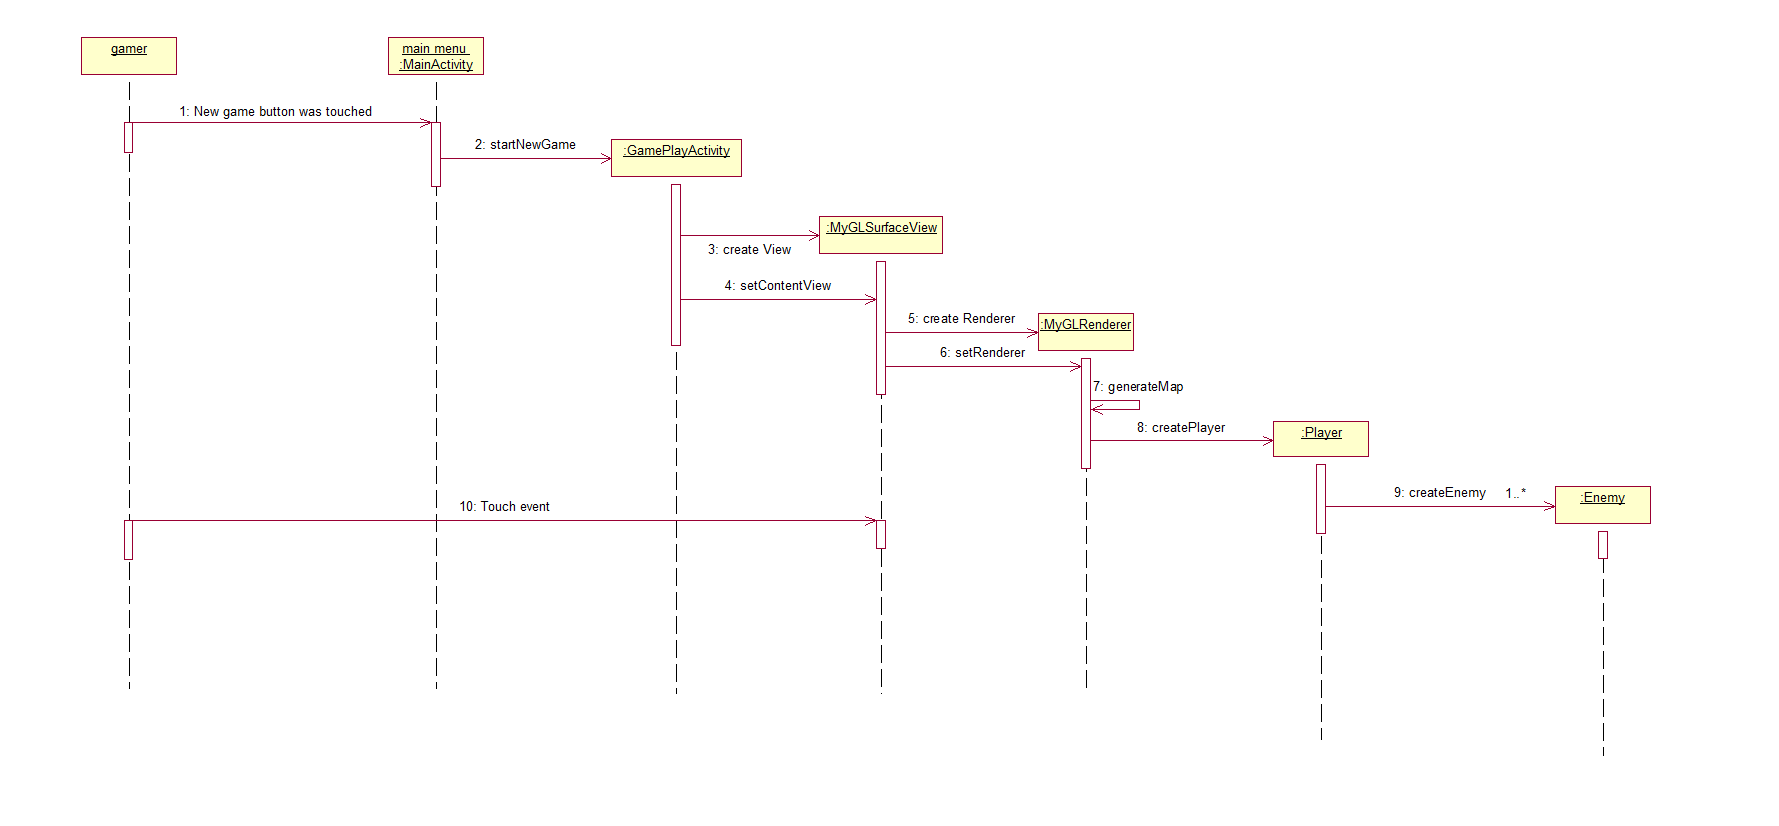 gamer
main menu
:MainActivity
1: New game button was touched
2: startNewGame
:GamePlayActivity
:MyGLSurfaceView
3: create View
4: setContentView
5: create Renderer
:MyGLRenderer
6: setRenderer
7: generateMap
8: createPlayer
:Player
9: createEnemy 1..*
:Enemy
10: Touch event